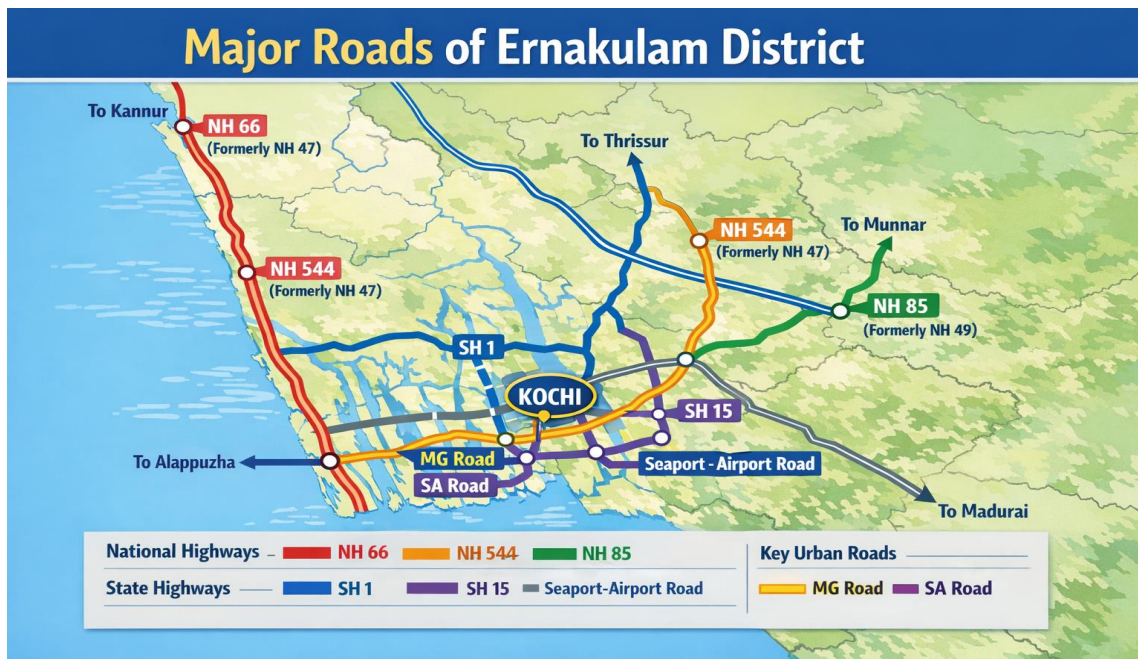 Major Roads of Ernakulam District
To Kannur
NH 66
(Formerly NH 47)
To Thrissur
NH 544
(Formerly NH 47)
To Munnar
NH 544
(Formerly NH 47)
NH 85
(Formerly NH 49)
SH 1
KOCHI
SH 15
To Alappuzha
MG Road
Seaport - Airport Road
SA Road
To Madurai
National Highways – NH 66 NH 544 NH 85
Key Urban Roads
State Highways SH 1 SH 15 Seaport-Airport Road
MG Road SA Road